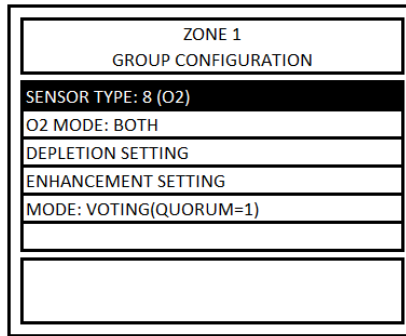 ZONE 1
GROUP CONFIGURATION
SENSOR TYPE: 8 (O2)
O2 MODE: BOTH
DEPLETION SETTING
ENHANCEMENT SETTING
MODE: VOTING(QUORUM=1)